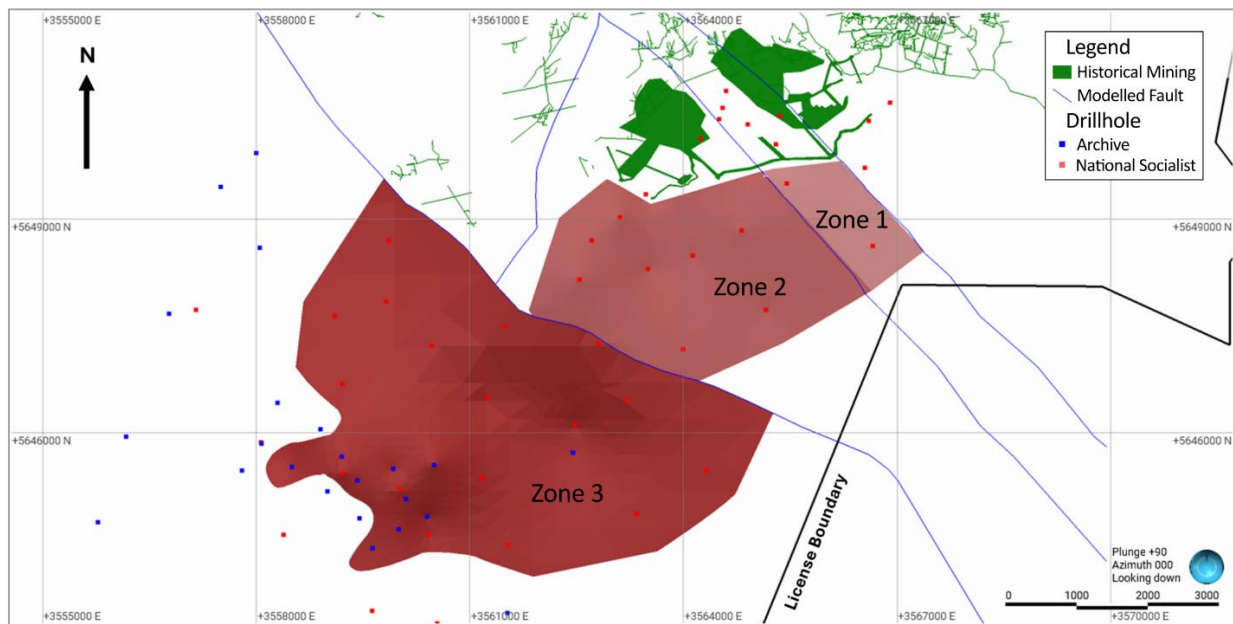 +3555000 E +3558000 E +3561000 E +3564000 E +3567000 E
N
Legend
Historical Mining
Modelled Fault
Drillhole
Archive
National Socialist
+5649000 N +5649000 N
Zone 1
Zone 2
+5646000 N +5646000 N
Zone 3
License Boundary
Plunge +90
Azimuth 000
Looking down
0 1000 2000 3000
+3555000 E +3558000 E +3561000 E +3564000 E +3567000 E +3570000 E